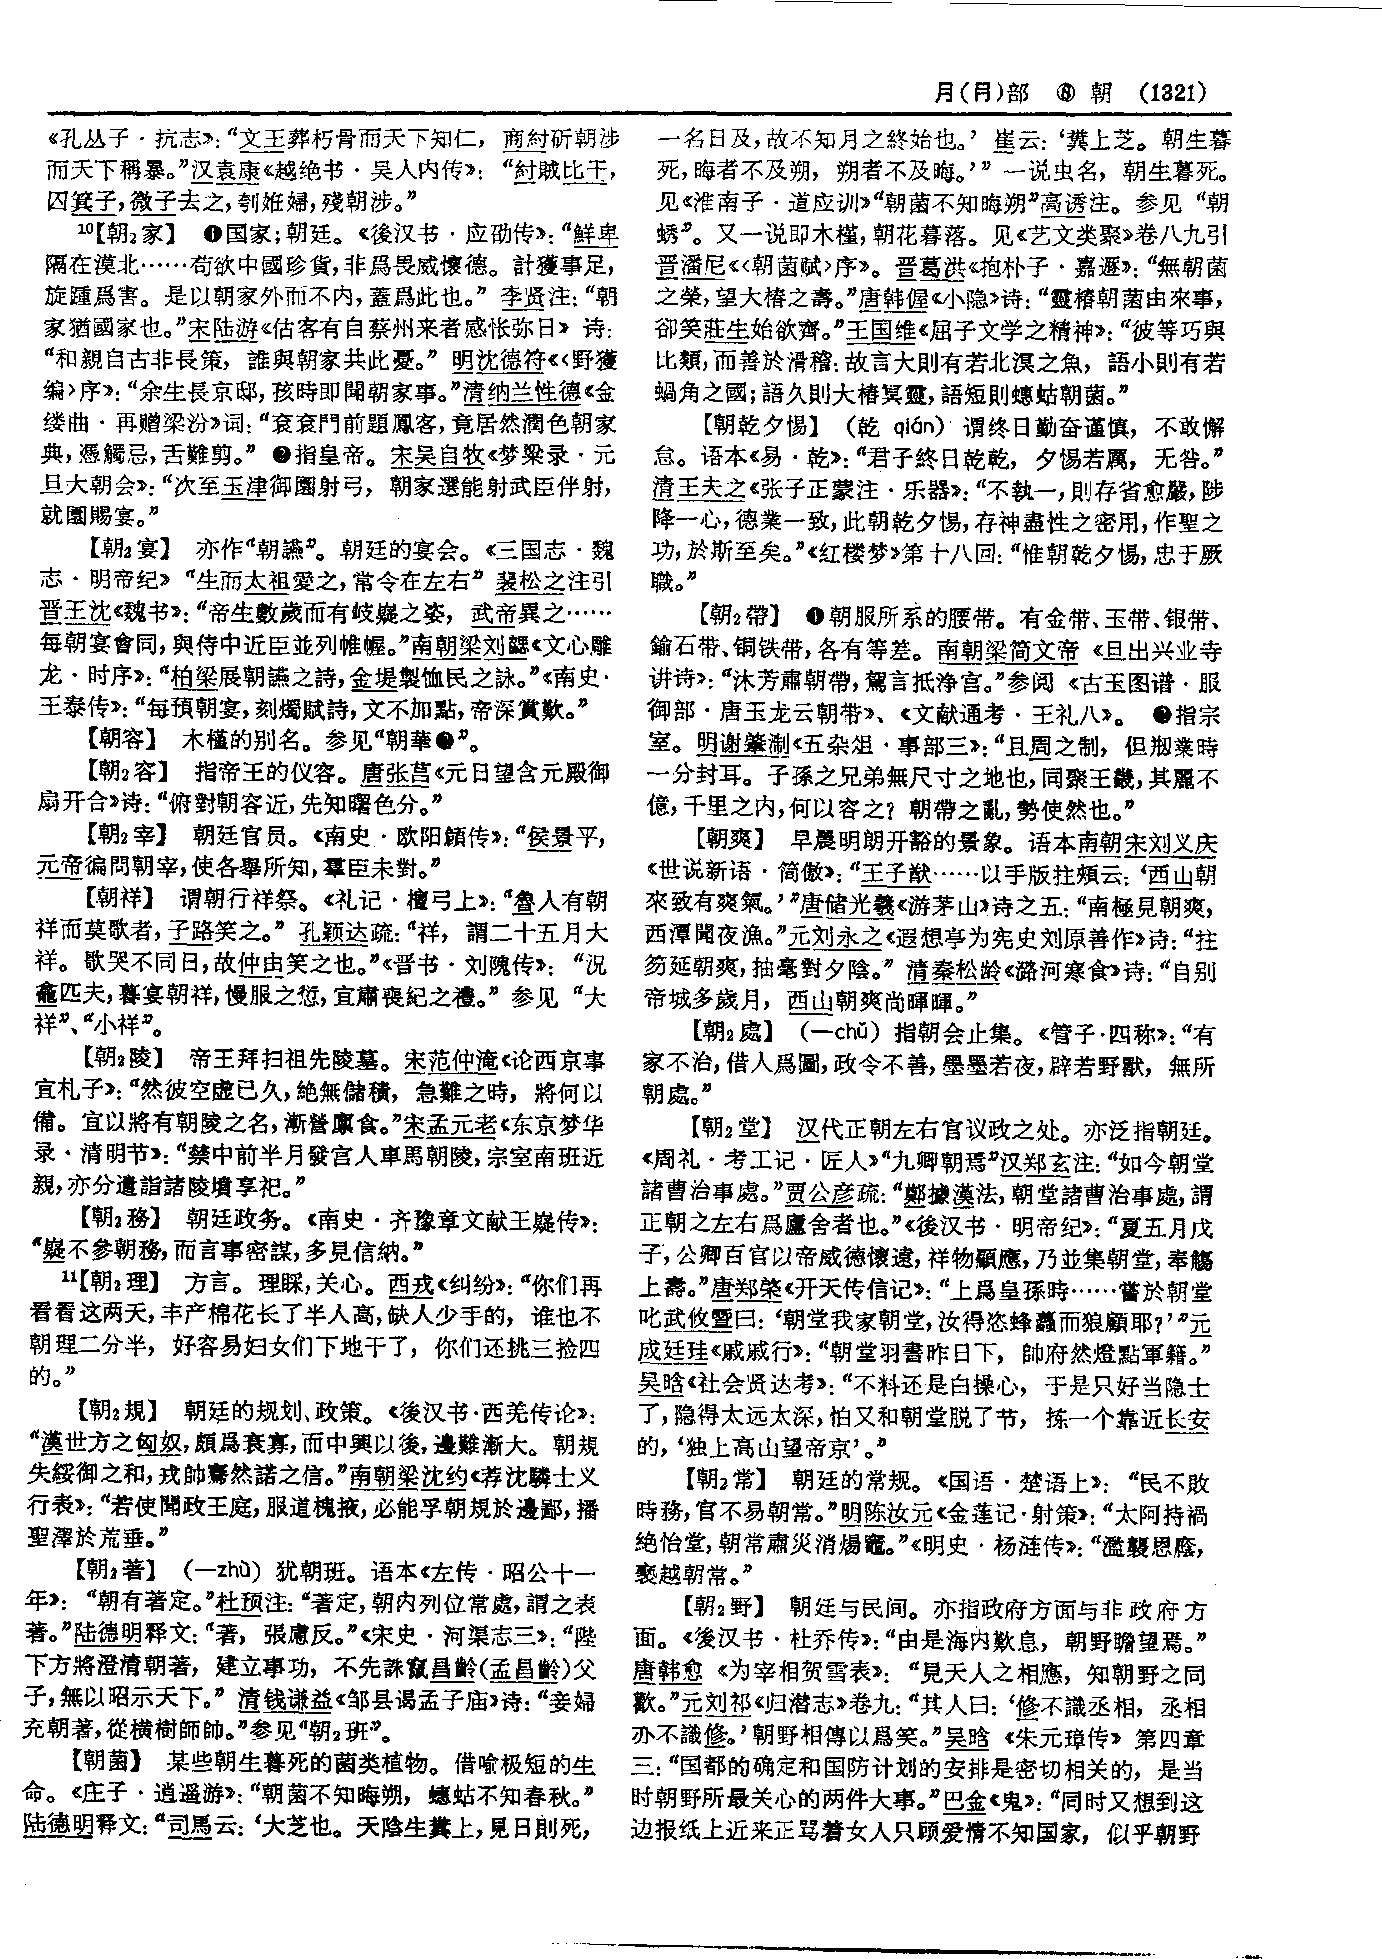 月(⺝)部 ⑧ 朝 (1321)
《孔丛子·抗志》：“文王葬朽骨而天下知仁，商紂斫朝涉
而天下稱暴。”汉袁康《越绝书·吴人内传》：“紂賊比干，
囚箕子，微子去之，刳妊婦，殘朝涉。”
10【朝2家】 ❶国家；朝廷。《後汉书·应劭传》：“鮮卑
隔在漠北……苟欲中國珍貨，非爲畏威懷德。計獲事足，
旋踵爲害。是以朝家外而不内，蓋爲此也。”李贤注：“朝
家猶國家也。”宋陆游《估客有自蔡州来者感怅弥日》诗：
“和親自古非長策，誰與朝家共此憂。”明沈德符《〈野獲
编〉序》：“余生長京邸，孩時即聞朝家事。”清纳兰性德《金
缕曲·再赠梁汾》词：“衮衮門前題鳳客，竟居然潤色朝家
典，憑觸忌，舌難剪。”❷指皇帝。宋吴自牧《梦粱录·元
旦大朝会》：“次至玉津御園射弓，朝家選能射武臣伴射，
就園賜宴。”
【朝2宴】 亦作“朝讌”。朝廷的宴会。《三国志·魏
志·明帝纪》“生而太祖愛之，常令在左右”裴松之注引
晋王沈《魏书》：“帝生數歲而有岐嶷之姿，武帝異之……
每朝宴會同，與侍中近臣並列帷幄。”南朝梁刘勰《文心雕
龙·时序》：“柏梁展朝讌之詩，金堤製恤民之詠。”《南史·
王泰传》：“每預朝宴，刻燭賦詩，文不加點，帝深賞歎。”
【朝容】 木槿的别名。参见“朝華❷”。
【朝2容】 指帝王的仪容。唐张莒《元日望含元殿御
扇开合》诗：“俯對朝容近，先知曙色分。”
【朝2宰】 朝廷官员。《南史·欧阳頠传》：“侯景平，
元帝徧問朝宰，使各舉所知，羣臣未對。”
【朝祥】 谓朝行祥祭。《礼记·檀弓上》：“魯人有朝
祥而莫歌者，子路笑之。”孔颖达疏：“祥，謂二十五月大
祥。歌哭不同日，故仲由笑之也。”《晋书·刘隗传》：“況
龕匹夫，暮宴朝祥，慢服之愆，宜肅喪紀之禮。”参见“大
祥”、“小祥”。
【朝2陵】 帝王拜扫祖先陵墓。宋范仲淹《论西京事
宜札子》：“然彼空虚已久，絶無儲積，急難之時，將何以
備。宜以將有朝陵之名，漸營廪食。”宋孟元老《东京梦华
录·清明节》：“禁中前半月發宫人車馬朝陵，宗室南班近
親，亦分遣詣諸陵墳享祀。”
【朝2務】 朝廷政务。《南史·齐豫章文献王嶷传》：
“嶷不參朝務，而言事密謀，多見信納。”
11【朝2理】 方言。理睬，关心。西戎《纠纷》：“你们再
看看这两天，丰产棉花长了半人高，缺人少手的，谁也不
朝理二分半，好容易妇女们下地干了，你们还挑三捡四
的。”
【朝2規】 朝廷的规划、政策。《後汉书·西羌传论》：
“漢世方之匈奴，頗爲衰寡，而中興以後，邊難漸大。朝規
失綏御之和，戎帥騫然諾之信。”南朝梁沈约《荐沈驎士义
行表》：“若使聞政王庭，服道槐掖，必能孚朝規於邊鄙，播
聖澤於荒垂。”
【朝2著】 (—zhù) 犹朝班。语本《左传·昭公十一
年》：“朝有著定。”杜预注：“著定，朝内列位常處，謂之表
著。”陆德明释文：“著，張慮反。”《宋史·河渠志三》：“陛
下方將澄清朝著，建立事功，不先誅竄昌齡(孟昌齡)父
子，無以昭示天下。”清钱谦益《邹县谒孟子庙》诗：“妾婦
充朝著，從橫樹師帥。”参见“朝2班”。
【朝菌】 某些朝生暮死的菌类植物。借喻极短的生
命。《庄子·逍遥游》：“朝菌不知晦朔，蟪蛄不知春秋。”
陆德明释文：“司馬云：‘大芝也。天陰生糞上，見日則死，
一名日及，故不知月之終始也。’崔云：‘糞上芝。朝生暮
死，晦者不及朔，朔者不及晦。’”一说虫名，朝生暮死。
见《淮南子·道应训》“朝菌不知晦朔”高诱注。参见“朝
蜏”。又一说即木槿，朝花暮落。见《艺文类聚》卷八九引
晋潘尼《〈朝菌赋〉序》。晋葛洪《抱朴子·嘉遯》：“無朝菌
之榮，望大椿之壽。”唐韩偓《小隐》诗：“靈椿朝菌由來事，
卻笑莊生始欲齊。”王国维《屈子文学之精神》：“彼等巧與
比類，而善於滑稽：故言大則有若北溟之魚，語小則有若
蝸角之國；語久則大椿冥靈，語短則蟪蛄朝菌。”
【朝乾夕惕】 (乾 qián) 谓终日勤奋谨慎，不敢懈
怠。语本《易·乾》：“君子終日乾乾，夕惕若厲，无咎。”
清王夫之《张子正蒙注·乐器》：“不執一，則存省愈嚴，陟
降一心，德業一致，此朝乾夕惕，存神盡性之密用，作聖之
功，於斯至矣。”《红楼梦》第十八回：“惟朝乾夕惕，忠于厥
職。”
【朝2帶】 ❶朝服所系的腰带。有金带、玉带、银带、
鍮石带、铜铁带，各有等差。南朝梁简文帝《旦出兴业寺
讲诗》：“沐芳肅朝帶，駕言抵净宫。”参阅《古玉图谱·服
御部·唐玉龙云朝带》、《文献通考·王礼八》。❷指宗
室。明谢肇淛《五杂俎·事部三》：“且周之制，但刱業時
一分封耳。子孫之兄弟無尺寸之地也，同聚王畿，其麗不
億，千里之内，何以容之？朝帶之亂，勢使然也。”
【朝爽】 早晨明朗开豁的景象。语本南朝宋刘义庆
《世说新语·简傲》：“王子猷……以手版拄頰云：‘西山朝
來致有爽氣。’”唐储光羲《游茅山》诗之五：“南極見朝爽，
西潭聞夜漁。”元刘永之《遐想亭为宪史刘原善作》诗：“拄
笏延朝爽，抽毫對夕陰。”清秦松龄《潞河寒食》诗：“自别
帝城多歲月，西山朝爽尚暉暉。”
【朝2處】 (—chǔ) 指朝会止集。《管子·四称》：“有
家不治，借人爲圖，政令不善，墨墨若夜，辟若野獸，無所
朝處。”
【朝2堂】 汉代正朝左右官议政之处。亦泛指朝廷。
《周礼·考工记·匠人》“九卿朝焉”汉郑玄注：“如今朝堂
諸曹治事處。”贾公彦疏：“鄭據漢法，朝堂諸曹治事處，謂
正朝之左右爲廬舍者也。”《後汉书·明帝纪》：“夏五月戊
子，公卿百官以帝威德懷遠，祥物顯應，乃並集朝堂，奉觴
上壽。”唐郑棨《开天传信记》：“上爲皇孫時……嘗於朝堂
叱武攸暨曰：‘朝堂我家朝堂，汝得恣蜂蠆而狼顧耶？’”元
成廷珪《戚戚行》：“朝堂羽書昨日下，帥府然燈點軍籍。”
吴晗《社会贤达考》：“不料还是白操心，于是只好当隐士
了，隐得太远太深，怕又和朝堂脱了节，拣一个靠近长安
的，‘独上高山望帝京’。”
【朝2常】 朝廷的常规。《国语·楚语上》：“民不敗
時務，官不易朝常。”明陈汝元《金莲记·射策》：“太阿持禍
绝怡堂，朝常肅災消煬竈。”《明史·杨涟传》：“濫襲恩廕，
褻越朝常。”
【朝2野】 朝廷与民间。亦指政府方面与非政府方
面。《後汉书·杜乔传》：“由是海内歎息，朝野瞻望焉。”
唐韩愈《为宰相贺雪表》：“見天人之相應，知朝野之同
歡。”元刘祁《归潜志》卷九：“其人曰：‘修不識丞相，丞相
亦不識修。’朝野相傳以爲笑。”吴晗《朱元璋传》第四章
三：“国都的确定和国防计划的安排是密切相关的，是当
时朝野所最关心的两件大事。”巴金《鬼》：“同时又想到这
边报纸上近来正骂着女人只顾爱情不知国家，似乎朝野